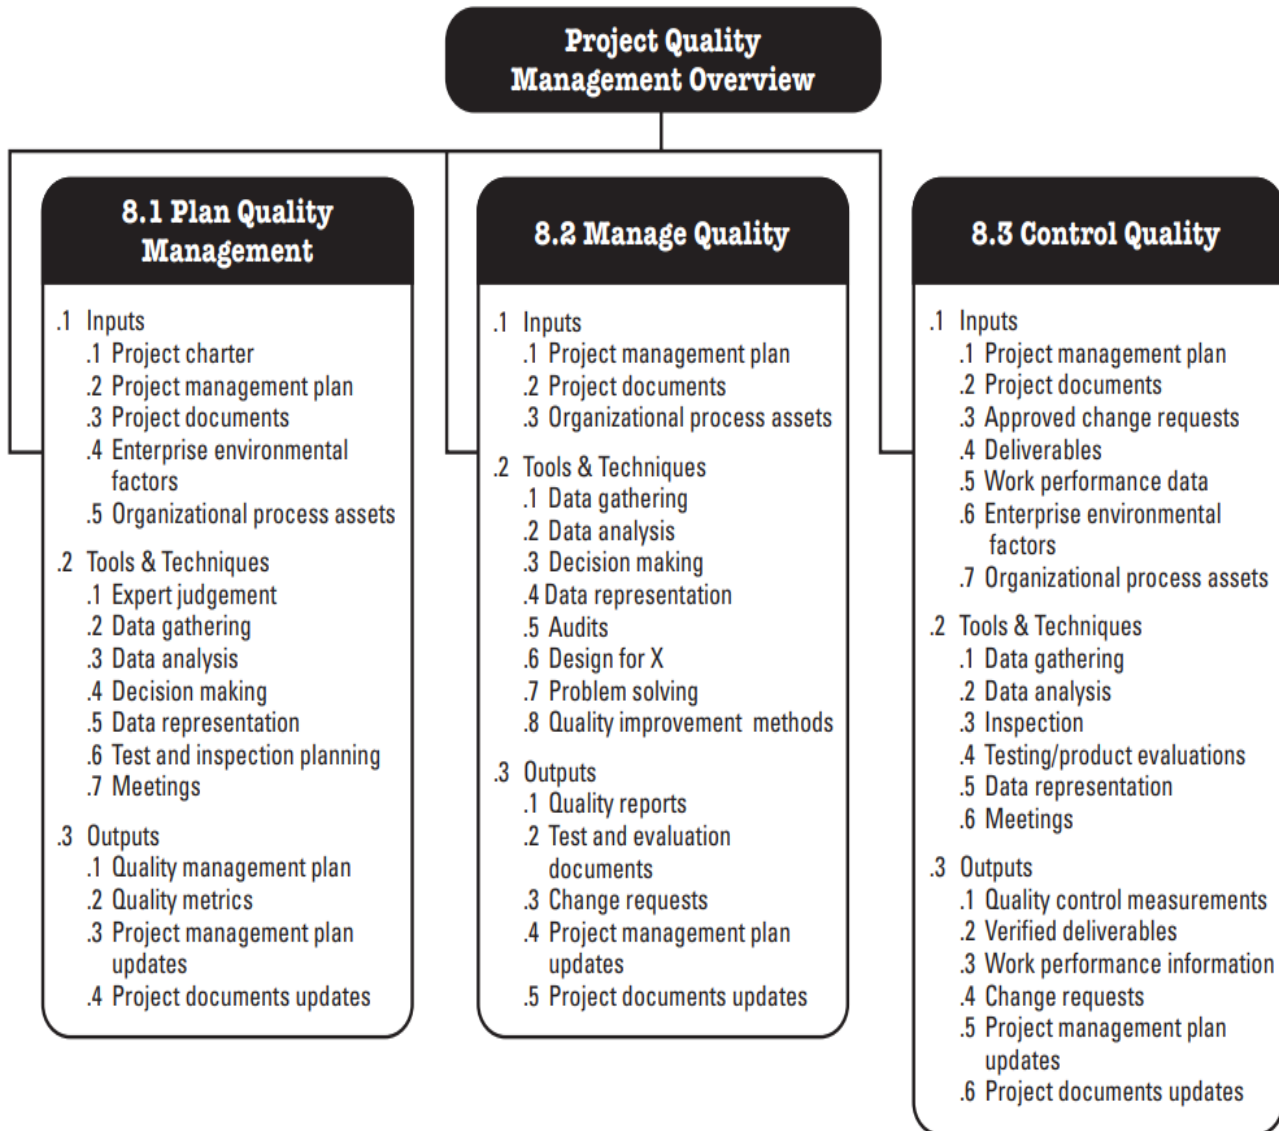 Project Quality
Management Overview
8.1 Plan Quality
Management
.1 Inputs
.1 Project charter
.2 Project management plan
.3 Project documents
.4 Enterprise environmental
factors
.5 Organizational process assets
.2 Tools & Techniques
.1 Expert judgement
.2 Data gathering
.3 Data analysis
.4 Decision making
.5 Data representation
.6 Test and inspection planning
.7 Meetings
.3 Outputs
.1 Quality management plan
.2 Quality metrics
.3 Project management plan
updates
.4 Project documents updates
8.2 Manage Quality
.1 Inputs
.1 Project management plan
.2 Project documents
.3 Organizational process assets
.2 Tools & Techniques
.1 Data gathering
.2 Data analysis
.3 Decision making
.4 Data representation
.5 Audits
.6 Design for X
.7 Problem solving
.8 Quality improvement methods
.3 Outputs
.1 Quality reports
.2 Test and evaluation
documents
.3 Change requests
.4 Project management plan
updates
.5 Project documents updates
8.3 Control Quality
.1 Inputs
.1 Project management plan
.2 Project documents
.3 Approved change requests
.4 Deliverables
.5 Work performance data
.6 Enterprise environmental
factors
.7 Organizational process assets
.2 Tools & Techniques
.1 Data gathering
.2 Data analysis
.3 Inspection
.4 Testing/product evaluations
.5 Data representation
.6 Meetings
.3 Outputs
.1 Quality control measurements
.2 Verified deliverables
.3 Work performance information
.4 Change requests
.5 Project management plan
updates
.6 Project documents updates